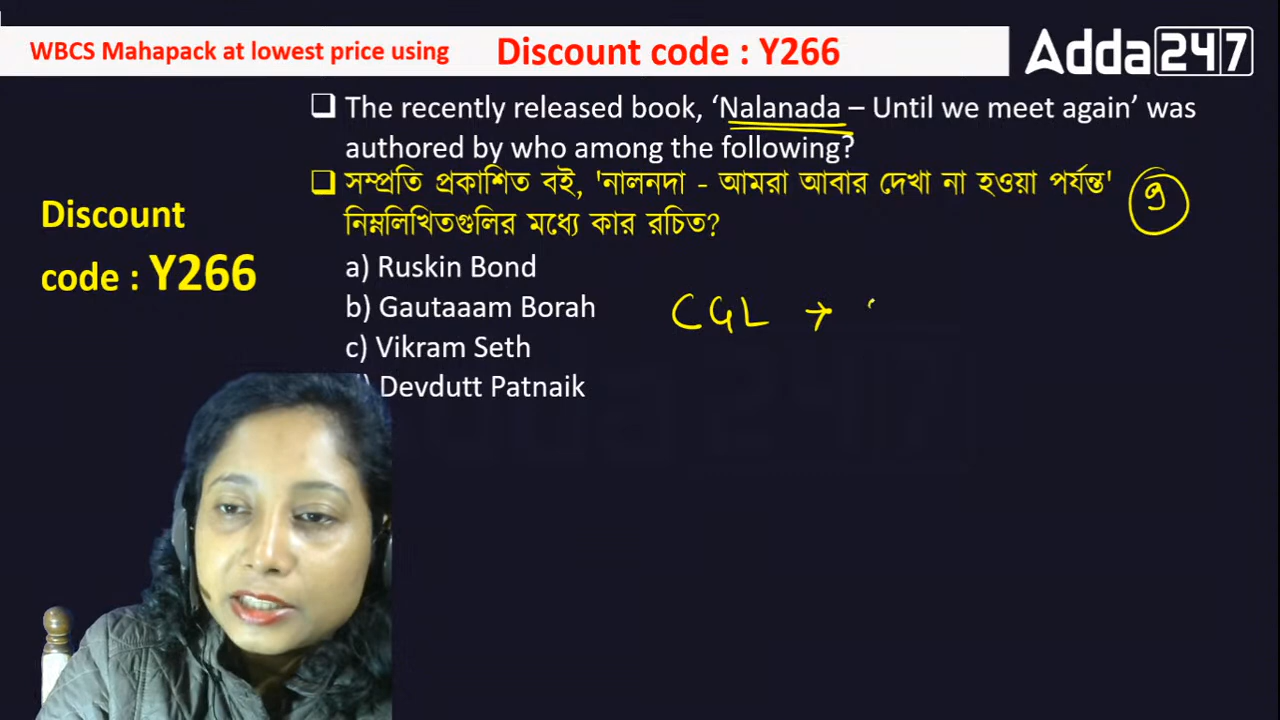 WBCS Mahapack at lowest price using Discount code : Y266
Adda247
The recently released book, ‘Nalanada – Until we meet again’ was
authored by who among the following?
সম্প্রতি প্রকাশিত বই, 'নালনদা - আমরা আবার দেখা না হওয়া পর্যন্ত'
নিম্নলিখিতগুলির মধ্যে কার রচিত?
Discount
code : Y266
a) Ruskin Bond
b) Gautaaam Borah
c) Vikram Seth
Devdutt Patnaik
CGL →